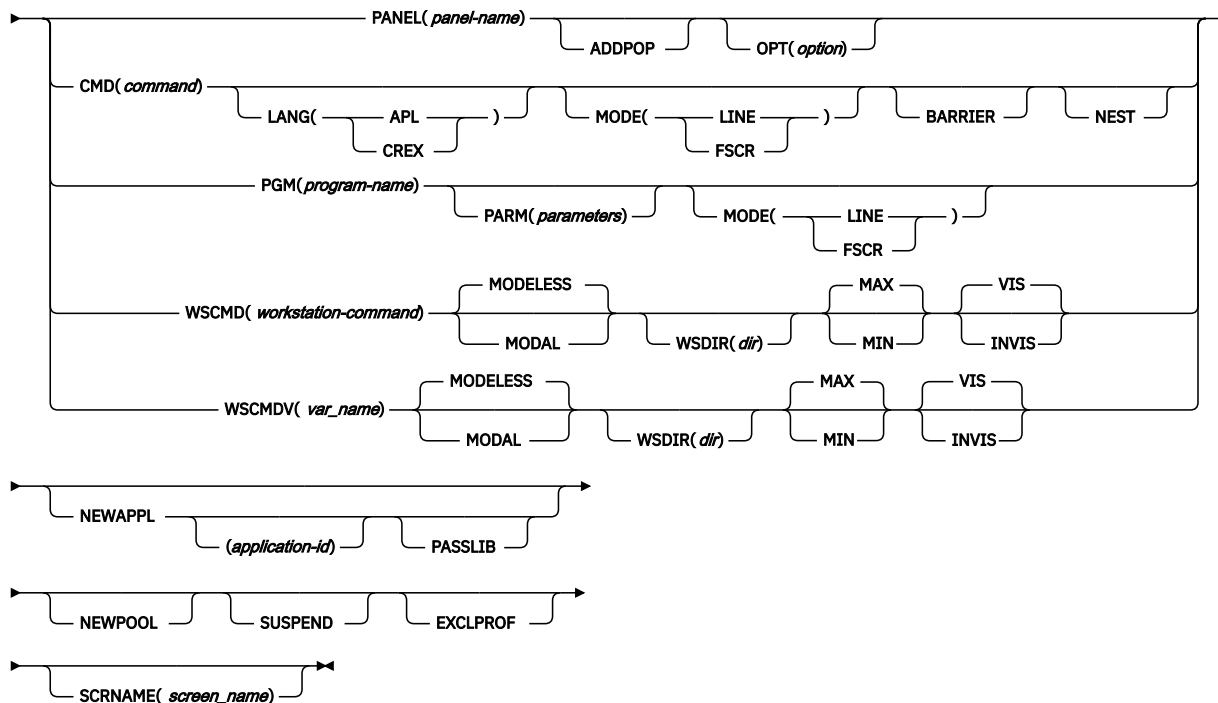 PANEL( panel-name)
ADDPOP OPT( option)
CMD( command)
LANG( APL ) MODE( LINE ) BARRIER NEST
CREX FSCR
PGM( program-name)
PARM( parameters) MODE( LINE )
FSCR
MODELESS MAX VIS
WSCMD( workstation-command)
MODAL WSDIR( dir) MIN INVIS
MODELESS MAX VIS
WSCMDV( var_name)
MODAL WSDIR( dir) MIN INVIS
NEWAPPL
(application-id) PASSLIB
NEWPOOL SUSPEND EXCLPROF
SCRNAME( screen_name)